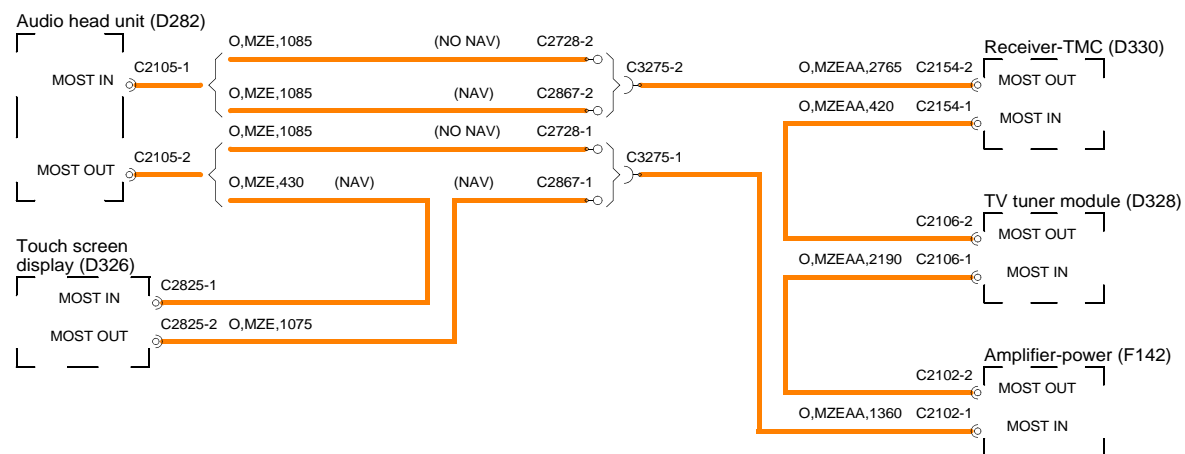 Audio head unit (D282)
MOST IN
C2105-1
O,MZE,1085 (NO NAV) C2728-2
O,MZE,1085 (NAV) C2867-2
C3275-2
MOST OUT
C2105-2
O,MZE,1085 (NO NAV) C2728-1
O,MZE,430 (NAV) (NAV) C2867-1
C3275-1
Touch screen
display (D326)
MOST IN
C2825-1
MOST OUT
C2825-2 O,MZE,1075
Receiver-TMC (D330)
O,MZEAA,2765 C2154-2
MOST OUT
O,MZEAA,420 C2154-1
MOST IN
TV tuner module (D328)
C2106-2
MOST OUT
O,MZEAA,2190 C2106-1
MOST IN
Amplifier-power (F142)
C2102-2
MOST OUT
O,MZEAA,1360 C2102-1
MOST IN